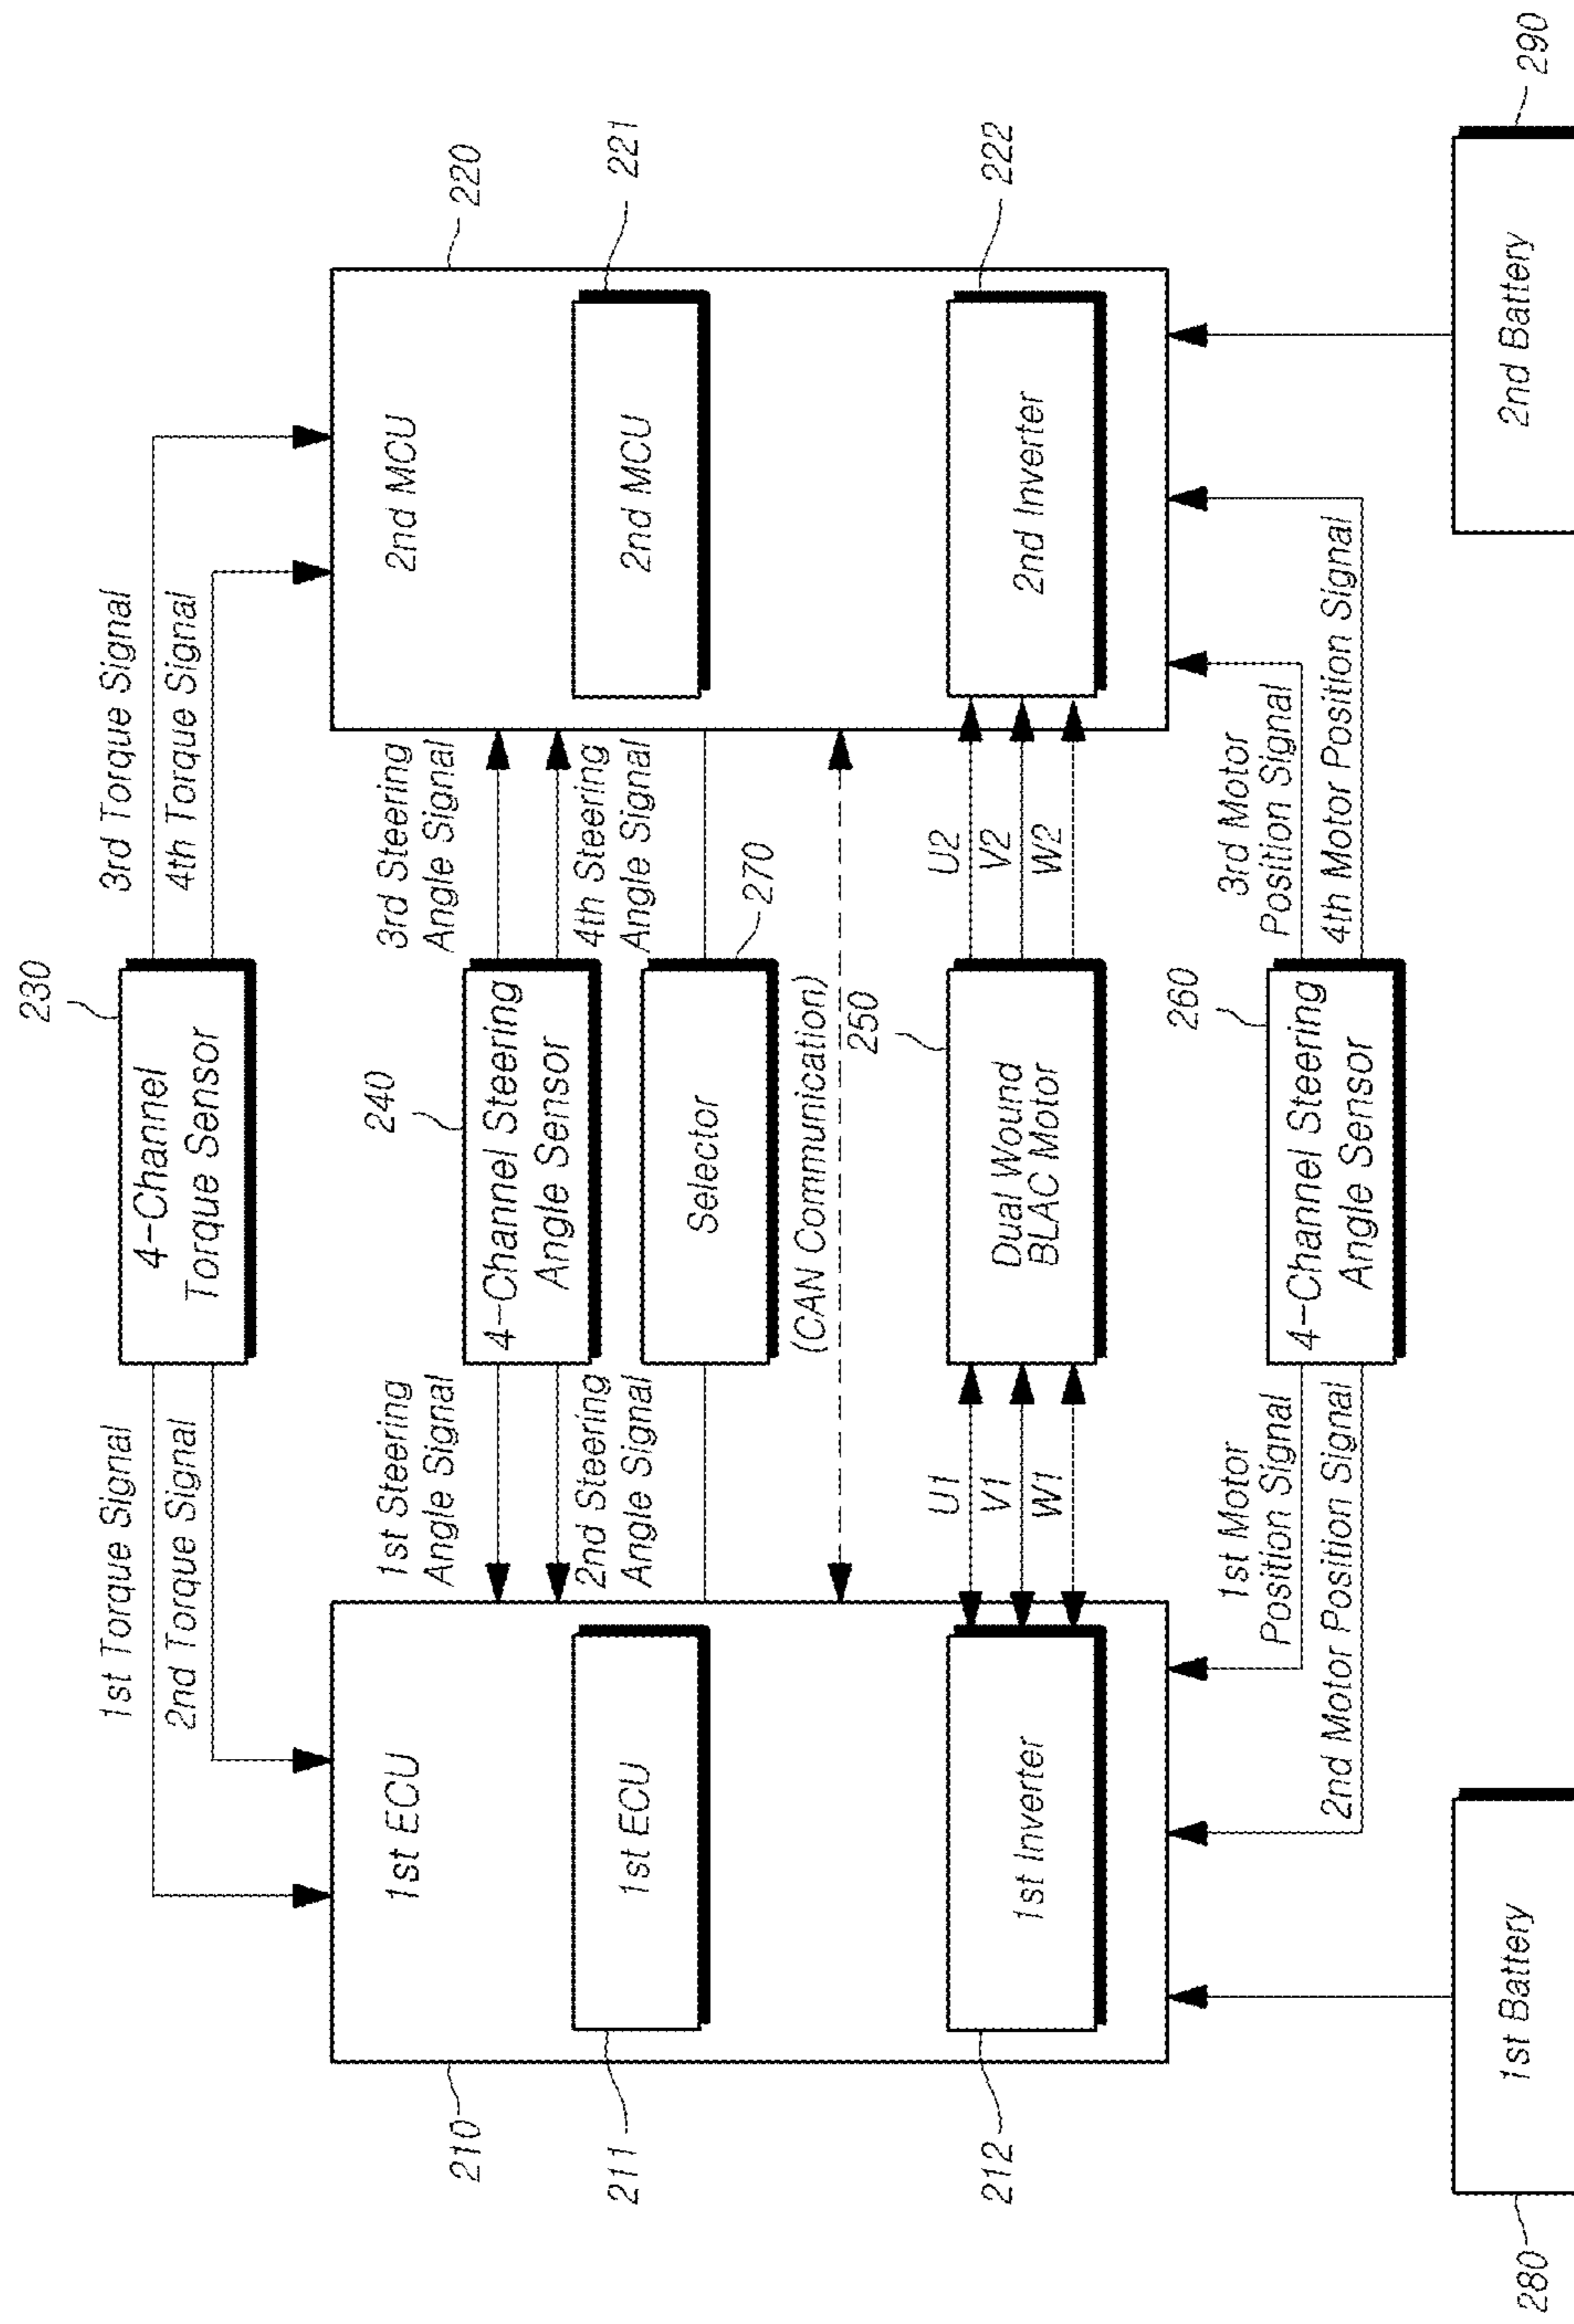 230
4-Channel
Torque Sensor
1st Torque Signal
2nd Torque Signal
3rd Torque Signal
4th Torque Signal
210
1st ECU
220
2nd MCU
240
4-Channel Steering
Angle Sensor
1st Steering
Angle Signal
2nd Steering
Angle Signal
3rd Steering
Angle Signal
4th Steering
Angle Signal
211
1st ECU
Selector
270
2nd MCU
221
(CAN Communication)
250
212
1st Inverter
U1
V1
W1
Dual Wound
BLAC Motor
U2
V2
W2
2nd Inverter
222
260
4-Channel Steering
Angle Sensor
1st Motor
Position Signal
2nd Motor Position Signal
3rd Motor
Position Signal
4th Motor Position Signal
280
1st Battery
2nd Battery
290